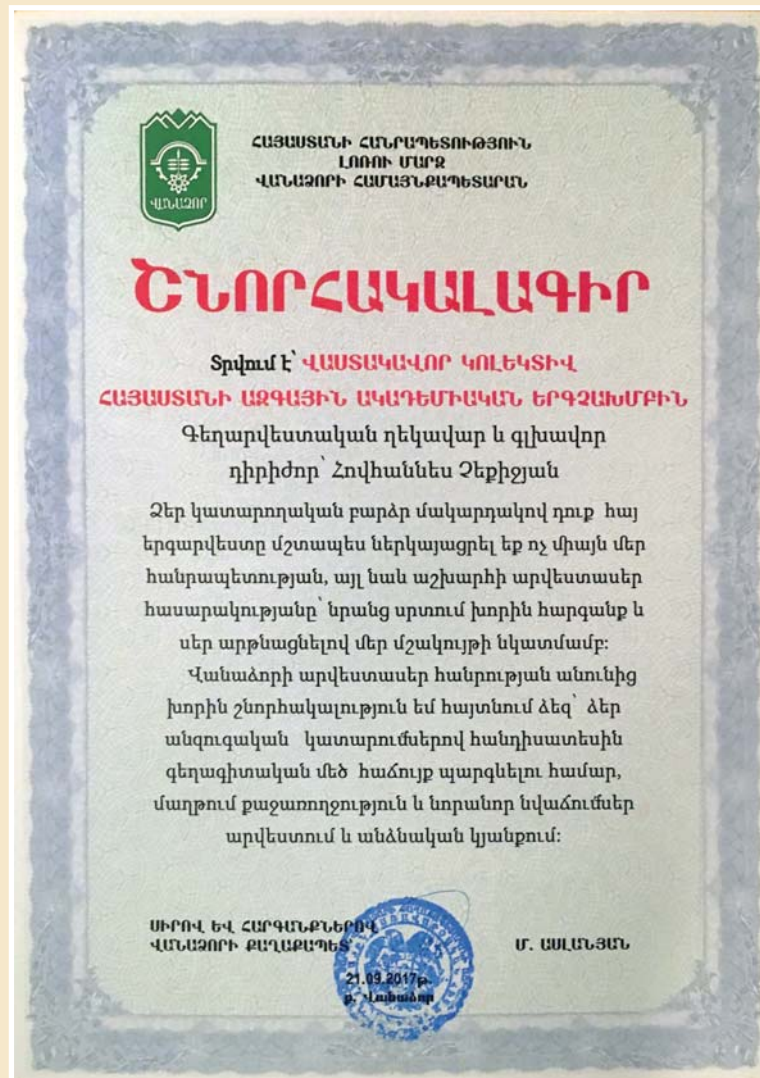 ՎԱՆԱՁՈՐ
ՀԱՅԱՍՏԱՆԻ ՀԱՆՐԱՊԵՏՈՒԹՅՈՒՆ
ԼՈՌՈՒ ՄԱՐԶ
ՎԱՆԱՁՈՐԻ ՀԱՄԱՅՆՔԱՊԵՏԱՐԱՆ
ՇՆՈՐՀԱԿԱԼԱԳԻՐ
Տրվում է՝ ՎԱՍՏԱԿԱՎՈՐ ԿՈԼԵԿՏԻՎ
ՀԱՅԱՍՏԱՆԻ ԱԶԳԱՅԻՆ ԱԿԱԴԵՄԻԱԿԱՆ ԵՐԳՉԱԽՄԲԻՆ
Գեղարվեստական ղեկավար և գլխավոր
դիրիժոր՝ Հովհաննես Չեքիջյան
Ձեր կատարողական բարձր մակարդակով դուք հայ
երգարվեստը մշտապես ներկայացրել եք ոչ միայն մեր
հանրապետության, այլ նաև աշխարհի արվեստասեր
հասարակությանը՝ նրանց սրտում խորին հարգանք և
սեր արթնացնելով մեր մշակույթի նկատմամբ:
Վանաձորի արվեստասեր հանրության անունից
խորին շնորհակալություն եմ հայտնում ձեզ՝ ձեր
անզուգական կատարումներով հանդիսատեսին
գեղագիտական մեծ հաճույք պարգևելու համար,
մաղթում քաջառողջություն և նորանոր նվաճումներ
արվեստում և անձնական կյանքում:
ՍԻՐՈՎ ԵՎ ՀԱՐԳԱՆՔՆԵՐՈՎ
ՎԱՆԱՁՈՐԻ ՔԱՂԱՔԱՊԵՏ՝ Մ. ԱՍԼԱՆՅԱՆ
21.09.2017թ.
ք. Վանաձոր